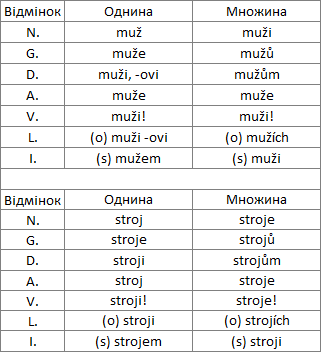 Відмінок Однина Множина
N. muž muži
G. muže mužů
D. muži, -ovi mužům
A. muže muže
V. muži! muži!
L. (o) muži -ovi (o) mužích
I. (s) mužem (s) muži
Відмінок Однина Множина
N. stroj stroje
G. stroje strojů
D. stroji strojům
A. stroj stroje
V. stroji! stroje!
L. (o) stroji (o) strojích
I. (s) strojem (s) stroji